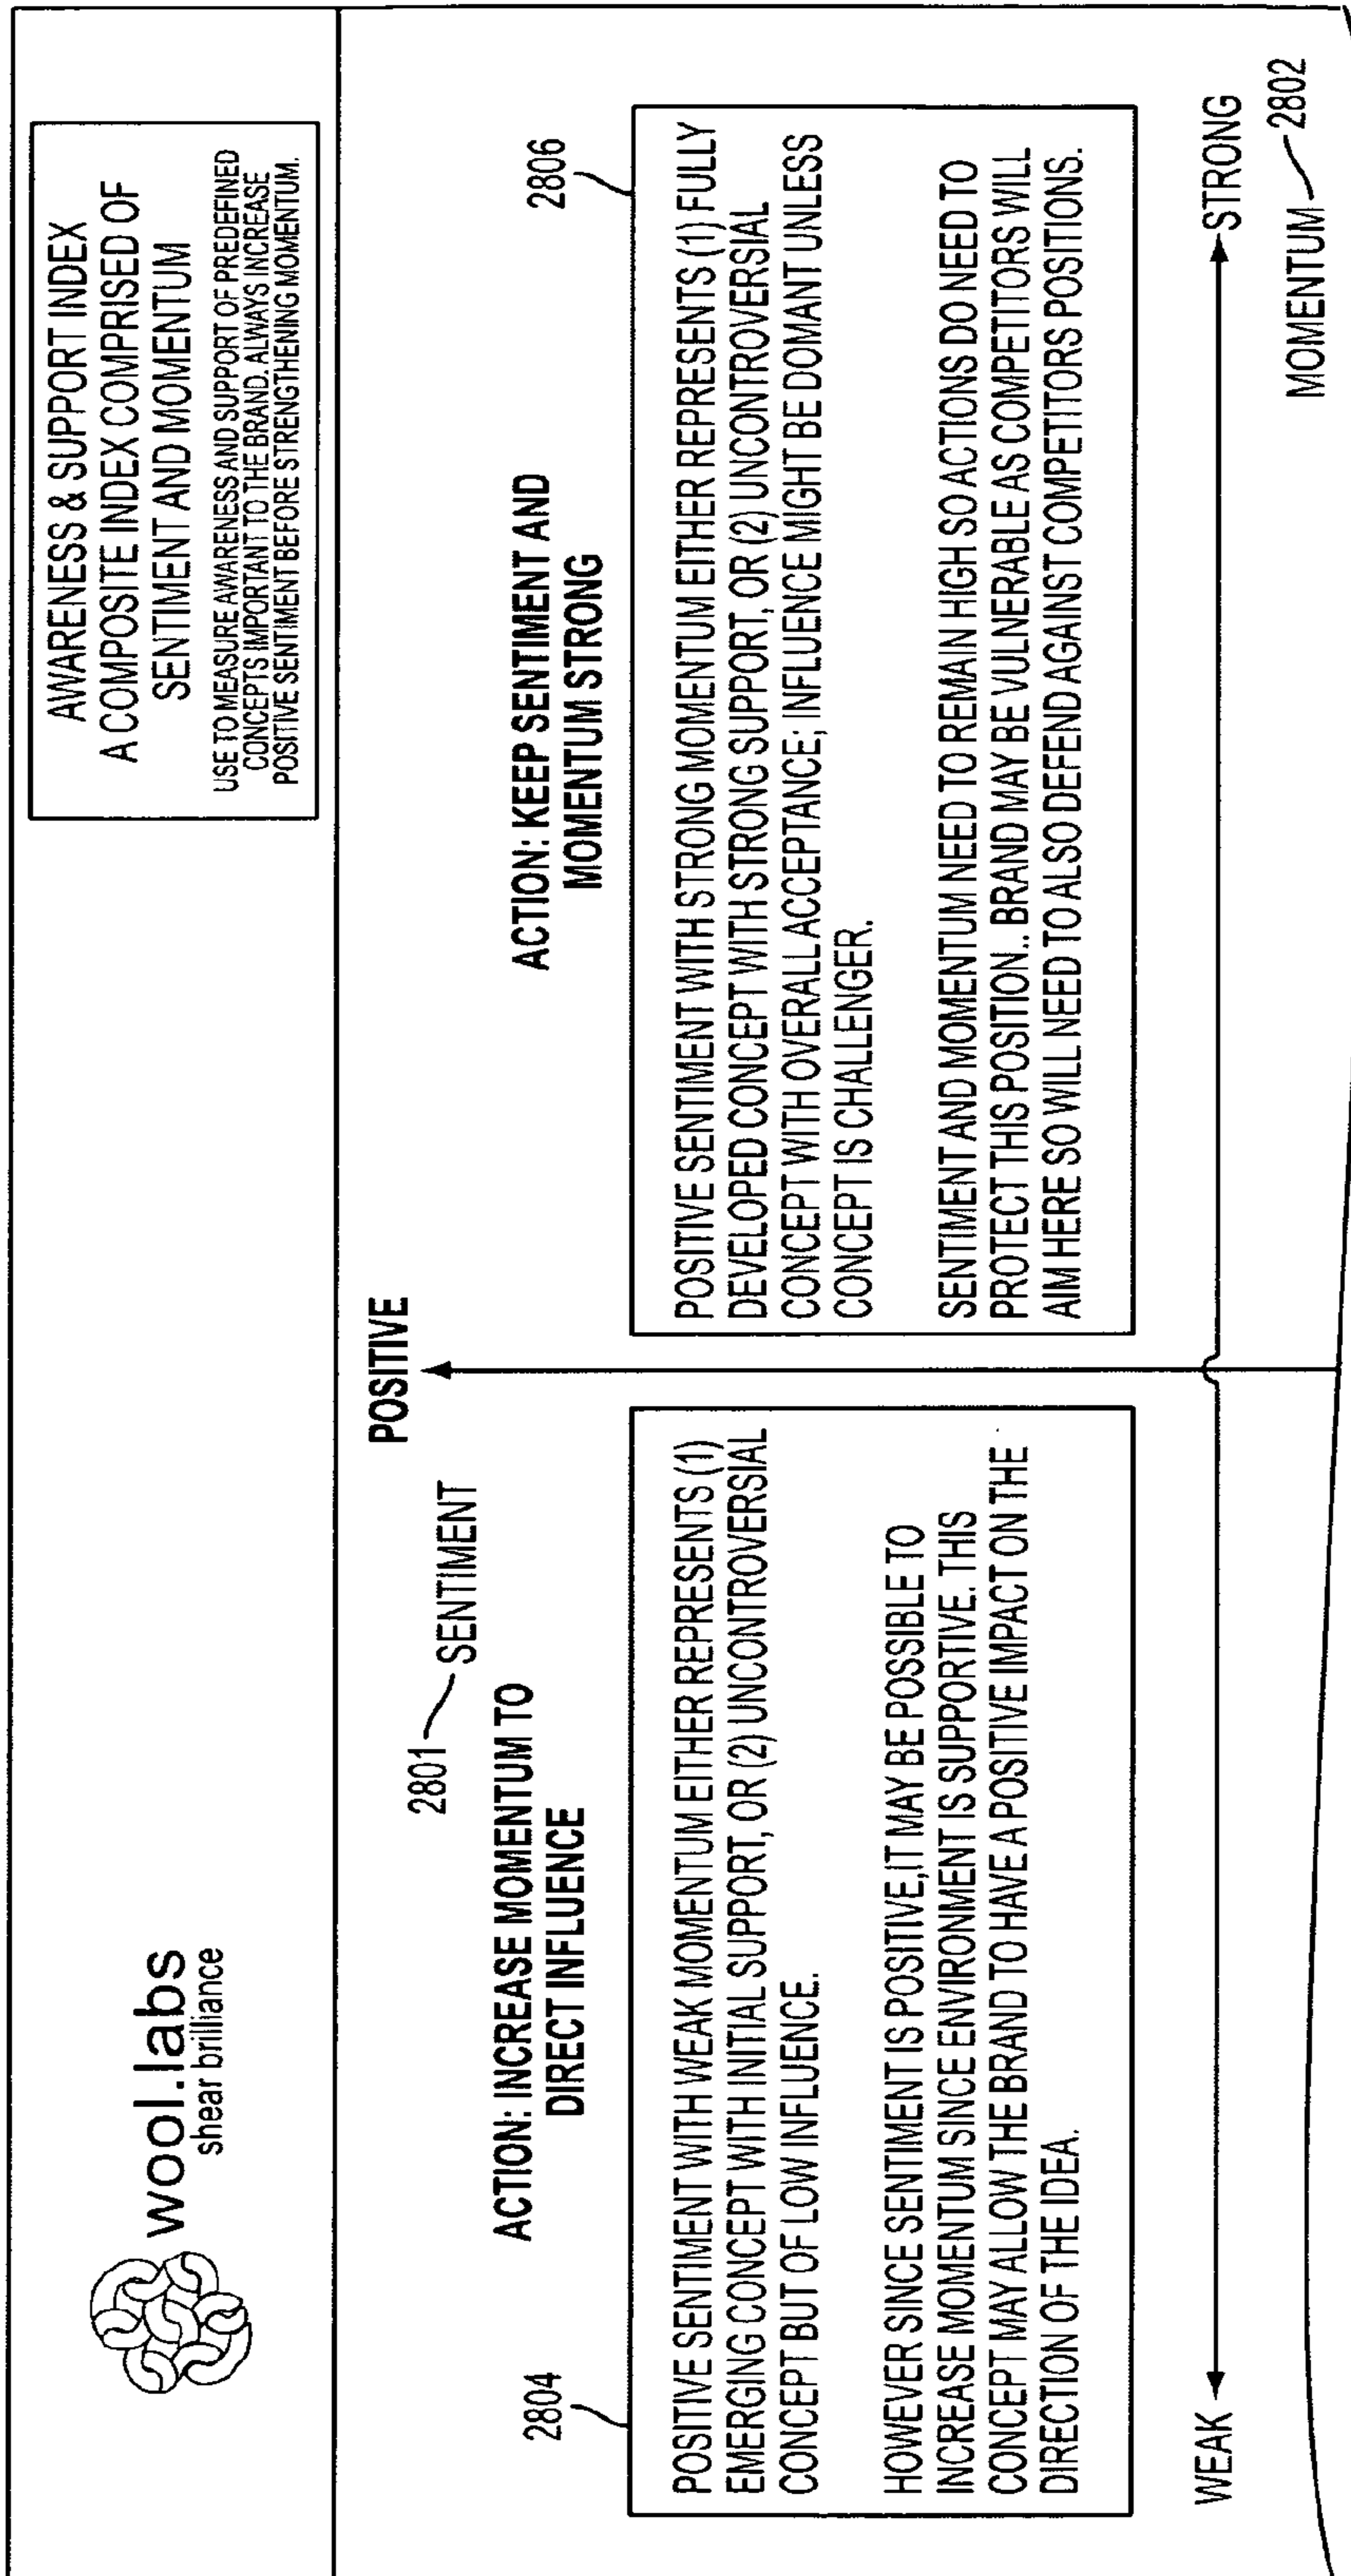 wool.labs
shear brilliance
AWARENESS & SUPPORT INDEX
A COMPOSITE INDEX COMPRISED OF
SENTIMENT AND MOMENTUM
USE TO MEASURE AWARENESS AND SUPPORT OF PREDEFINED
CONCEPTS IMPORTANT TO THE BRAND. ALWAYS INCREASE
POSITIVE SENTIMENT BEFORE STRENGTHENING MOMENTUM.
POSITIVE
2801 SENTIMENT
ACTION: INCREASE MOMENTUM TO
DIRECT INFLUENCE
2804
POSITIVE SENTIMENT WITH WEAK MOMENTUM EITHER REPRESENTS (1)
EMERGING CONCEPT WITH INITIAL SUPPORT, OR (2) UNCONTROVERSIAL
CONCEPT BUT OF LOW INFLUENCE.
HOWEVER SINCE SENTIMENT IS POSITIVE,IT MAY BE POSSIBLE TO
INCREASE MOMENTUM SINCE ENVIRONMENT IS SUPPORTIVE. THIS
CONCEPT MAY ALLOW THE BRAND TO HAVE A POSITIVE IMPACT ON THE
DIRECTION OF THE IDEA.
ACTION: KEEP SENTIMENT AND
MOMENTUM STRONG
2806
POSITIVE SENTIMENT WITH STRONG MOMENTUM EITHER REPRESENTS (1) FULLY
DEVELOPED CONCEPT WITH STRONG SUPPORT, OR (2) UNCONTROVERSIAL
CONCEPT WITH OVERALL ACCEPTANCE; INFLUENCE MIGHT BE DOMANT UNLESS
CONCEPT IS CHALLENGER.
SENTIMENT AND MOMENTUM NEED TO REMAIN HIGH SO ACTIONS DO NEED TO
PROTECT THIS POSITION.. BRAND MAY BE VULNERABLE AS COMPETITORS WILL
AIM HERE SO WILL NEED TO ALSO DEFEND AGAINST COMPETITORS POSITIONS.
WEAK
STRONG
MOMENTUM 2802